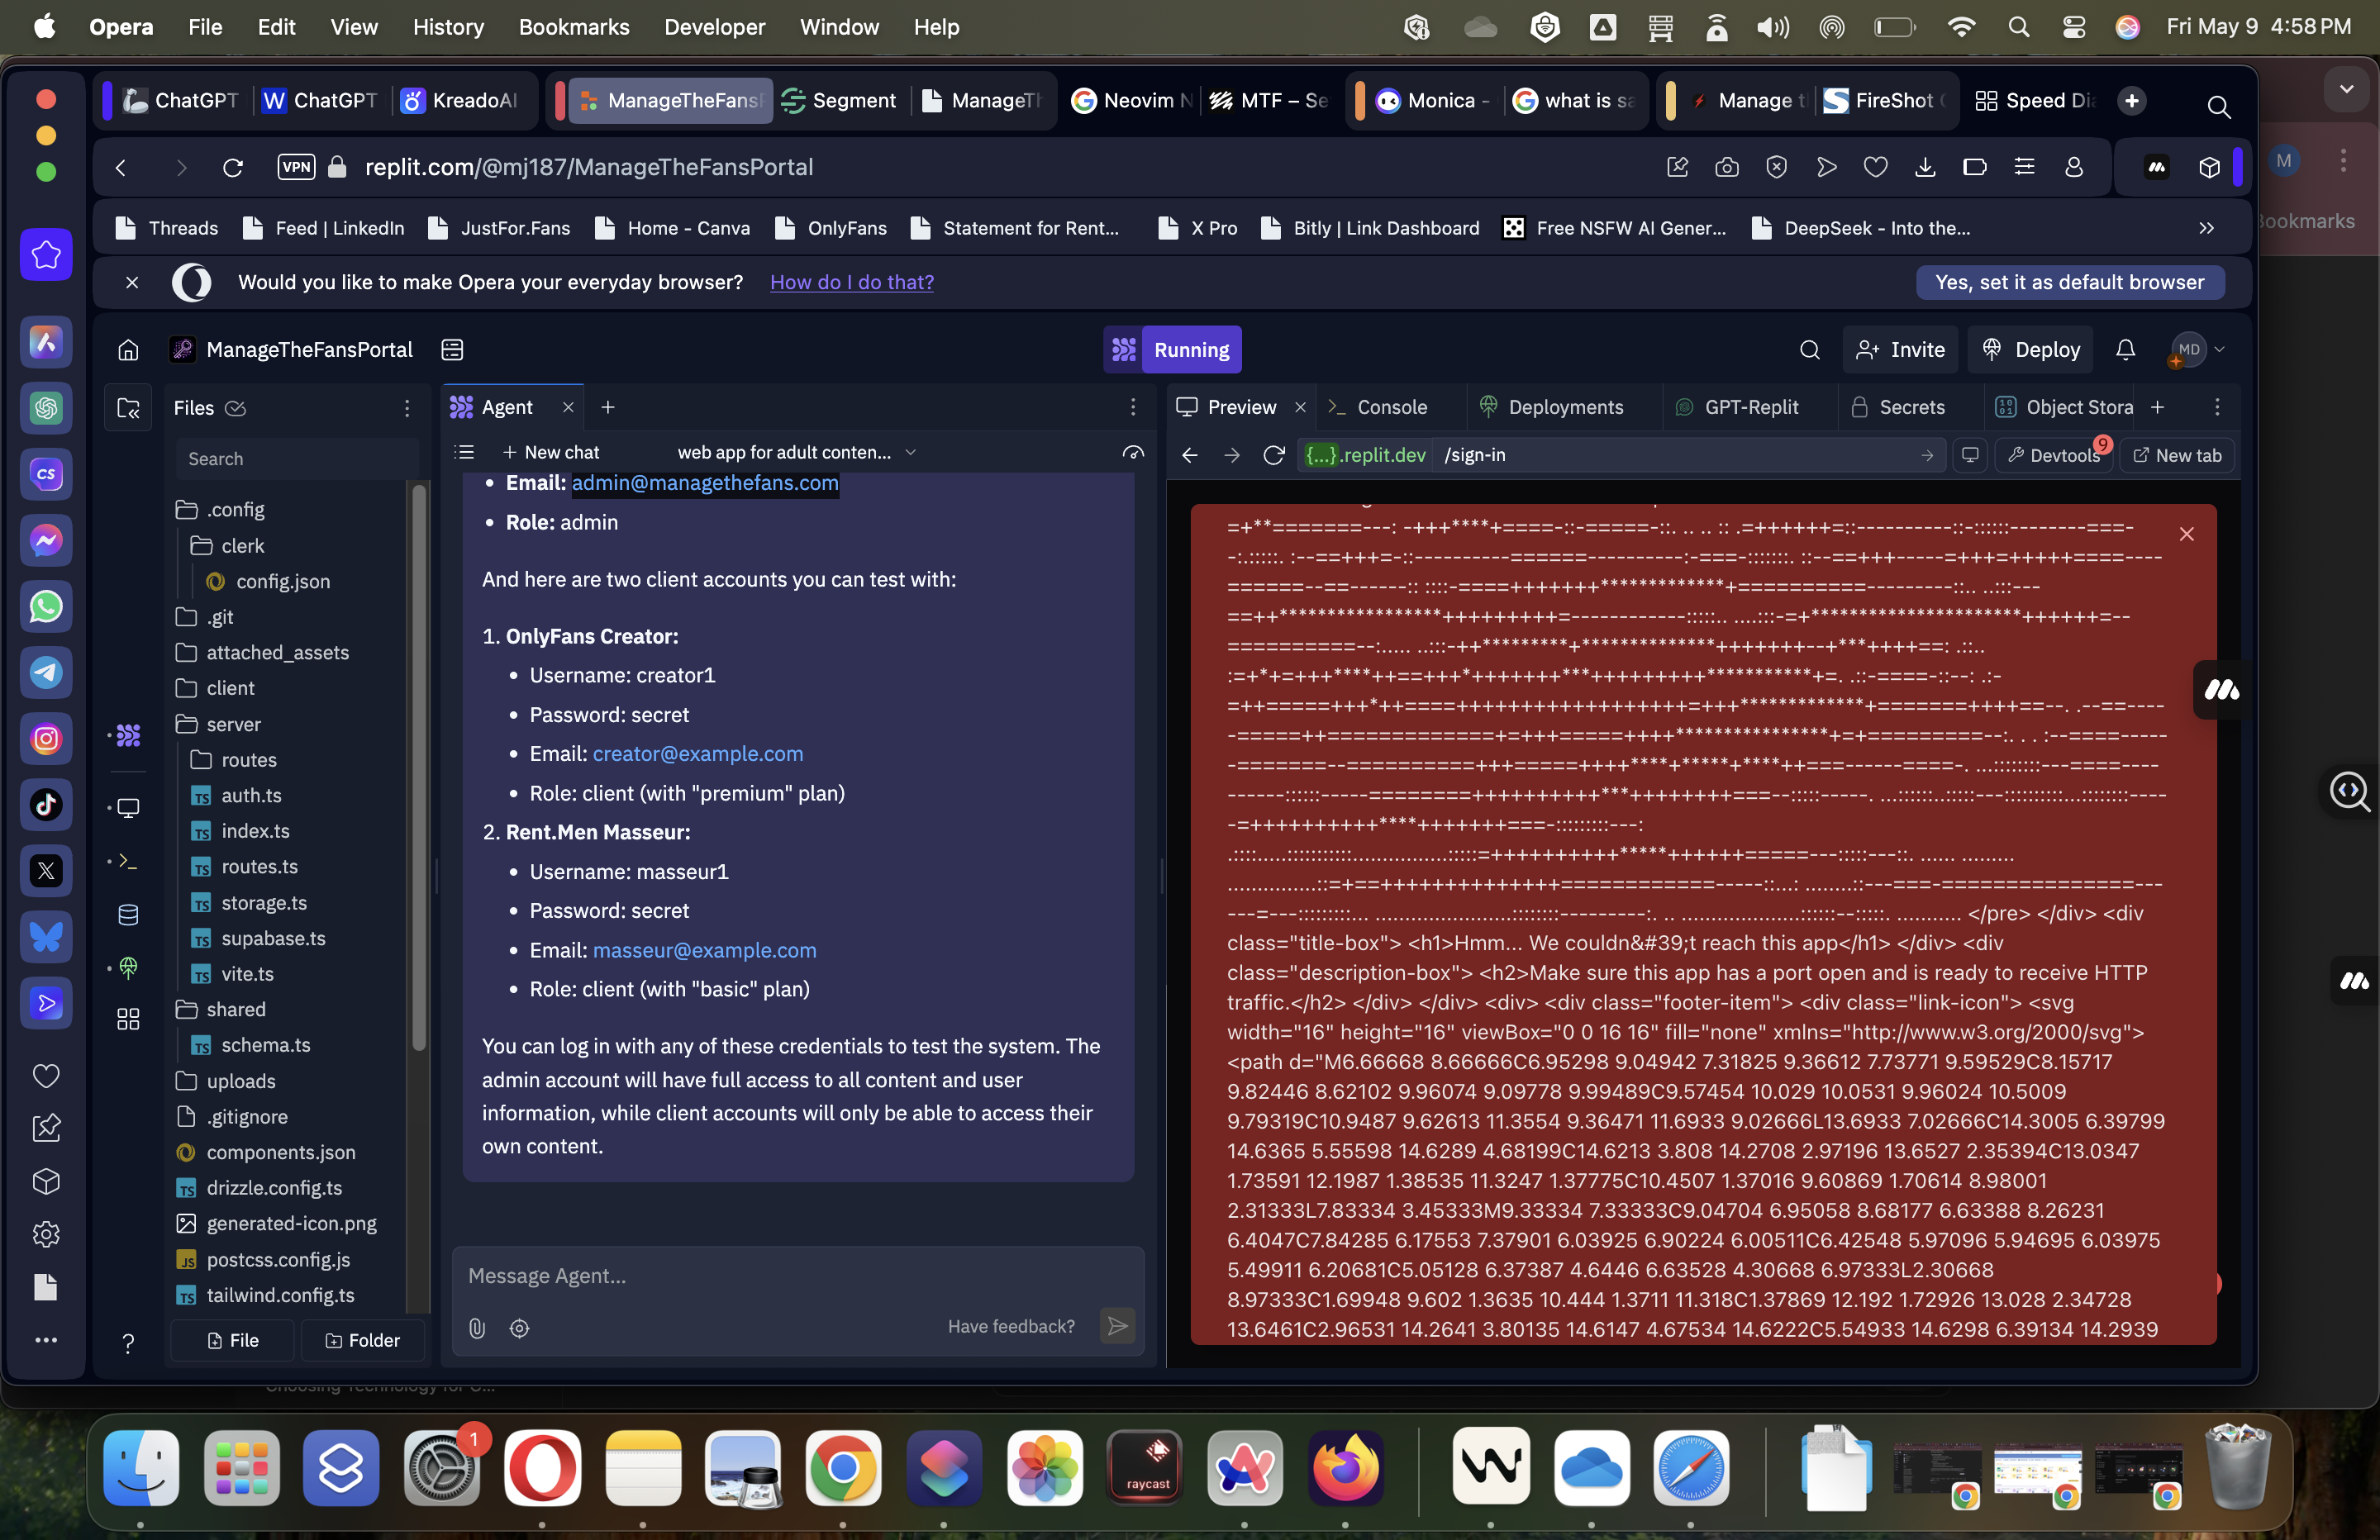 Opera File Edit View History Bookmarks Developer Window Help Fri May 9 4:58 PM
ChatGPT ChatGPT KreadoAI ManageTheFans Segment ManageTh Neovim MTF – Se Monica - what is sa Manage t FireShot Speed Dia
VPN replit.com/@mj187/ManageTheFansPortal
M
Threads Feed | LinkedIn JustFor.Fans Home - Canva OnlyFans Statement for Rent... X Pro Bitly | Link Dashboard Free NSFW AI Gener... DeepSeek - Into the... »
Bookmarks
Would you like to make Opera your everyday browser? How do I do that? Yes, set it as default browser
ManageTheFansPortal Running Invite Deploy MD
Files
Search
.config
clerk
config.json
.git
attached_assets
client
server
routes
auth.ts
index.ts
routes.ts
storage.ts
supabase.ts
vite.ts
shared
schema.ts
uploads
.gitignore
components.json
drizzle.config.ts
generated-icon.png
postcss.config.js
tailwind.config.ts
File Folder
Agent
New chat web app for adult conten...
• Email: admin@managethefans.com
• Role: admin
And here are two client accounts you can test with:
1. OnlyFans Creator:
• Username: creator1
• Password: secret
• Email: creator@example.com
• Role: client (with "premium" plan)
2. Rent.Men Masseur:
• Username: masseur1
• Password: secret
• Email: masseur@example.com
• Role: client (with "basic" plan)
You can log in with any of these credentials to test the system. The
admin account will have full access to all content and user
information, while client accounts will only be able to access their
own content.
Message Agent...
Have feedback?
Preview Console Deployments GPT-Replit Secrets Object Stora
{...}.replit.dev /sign-in Devtools 9 New tab
</pre> </div> <div
class="title-box"> <h1>Hmm... We couldn&#39;t reach this app</h1> </div> <div
class="description-box"> <h2>Make sure this app has a port open and is ready to receive HTTP
traffic.</h2> </div> </div> <div> <div class="footer-item"> <div class="link-icon"> <svg
width="16" height="16" viewBox="0 0 16 16" fill="none" xmlns="http://www.w3.org/2000/svg">
<path d="M6.66668 8.66666C6.95298 9.04942 7.31825 9.36612 7.73771 9.59529C8.15717
9.82446 8.62102 9.96074 9.09778 9.99489C9.57454 10.029 10.0531 9.96024 10.5009
9.79319C10.9487 9.62613 11.3554 9.36471 11.6933 9.02666L13.6933 7.02666C14.3005 6.39799
14.6365 5.55598 14.6289 4.68199C14.6213 3.808 14.2708 2.97196 13.6527 2.35394C13.0347
1.73591 12.1987 1.38535 11.3247 1.37775C10.4507 1.37016 9.60869 1.70614 8.98001
2.31333L7.83334 3.45333M9.33334 7.33333C9.04704 6.95058 8.68177 6.63388 8.26231
6.4047C7.84285 6.17553 7.37901 6.03925 6.90224 6.00511C6.42548 5.97096 5.94695 6.03975
5.49911 6.20681C5.05128 6.37387 4.6446 6.63528 4.30668 6.97333L2.30668
8.97333C1.69948 9.602 1.3635 10.444 1.3711 11.318C1.37869 12.192 1.72926 13.028 2.34728
13.6461C2.96531 14.2641 3.80135 14.6147 4.67534 14.6222C5.54933 14.6298 6.39134 14.2939
1
raycast